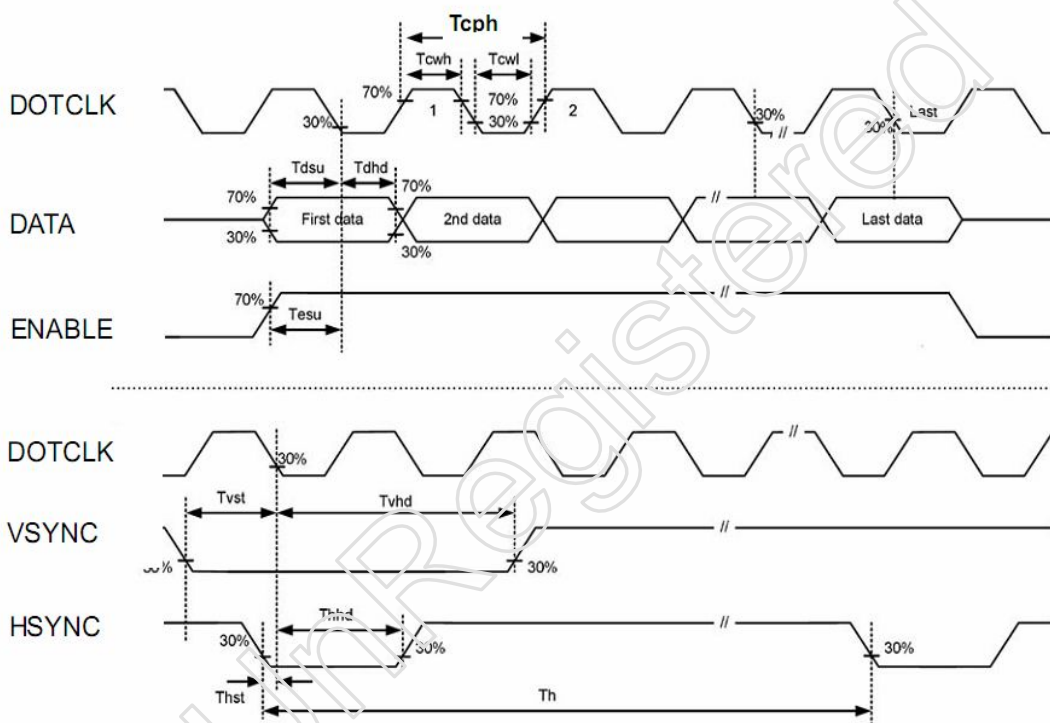 Tcph
Tcwh Tcwl
DOTCLK 70% 1 70% 30% 2 30% // 30% Last
30%
Tdsu Tdhd
70% 70%
DATA First data 2nd data // Last data
30% 30%
70% //
ENABLE Tesu
DOTCLK 30% //
Tvst Tvhd
VSYNC //
% 30%
HSYNC Thhd //
30% 30% 30%
Thst Th
UnRegistered